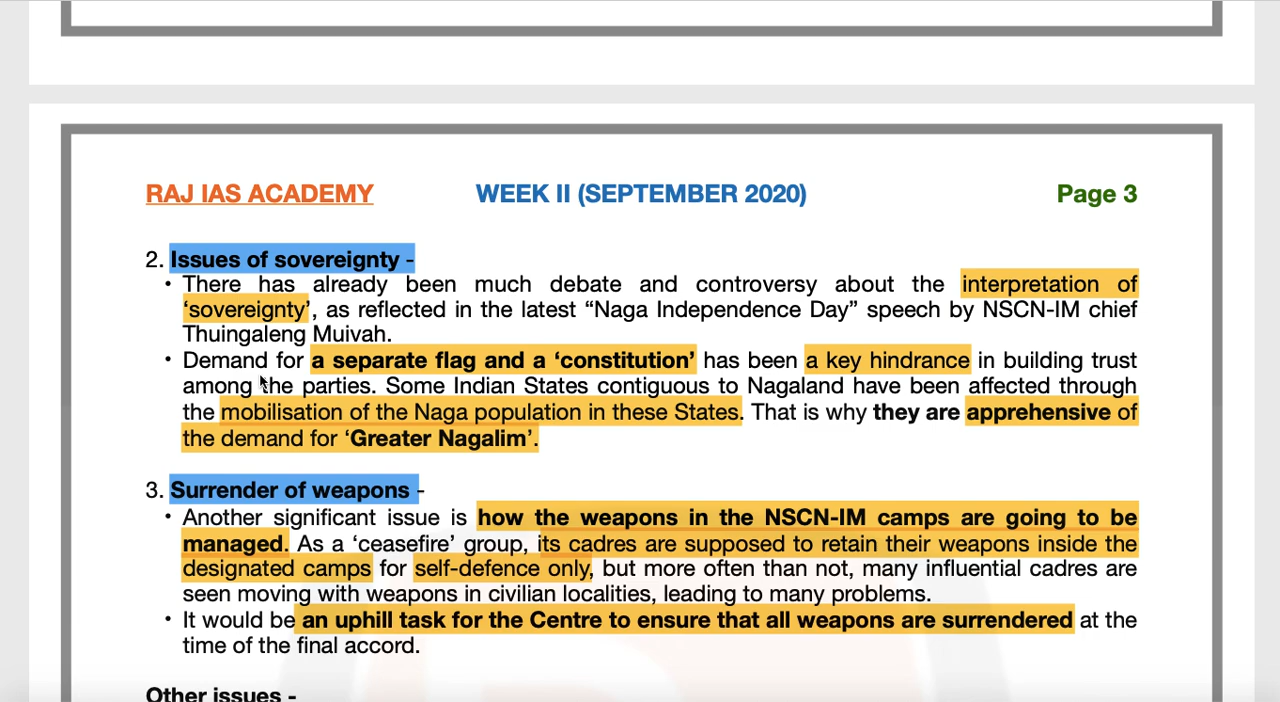 RAJ IAS ACADEMY WEEK II (SEPTEMBER 2020) Page 3
2. Issues of sovereignty -
• There has already been much debate and controversy about the interpretation of
‘sovereignty’, as reflected in the latest “Naga Independence Day” speech by NSCN-IM chief
Thuingaleng Muivah.
• Demand for a separate flag and a ‘constitution’ has been a key hindrance in building trust
among the parties. Some Indian States contiguous to Nagaland have been affected through
the mobilisation of the Naga population in these States. That is why they are apprehensive of
the demand for ‘Greater Nagalim’.
3. Surrender of weapons -
• Another significant issue is how the weapons in the NSCN-IM camps are going to be
managed. As a ‘ceasefire’ group, its cadres are supposed to retain their weapons inside the
designated camps for self-defence only, but more often than not, many influential cadres are
seen moving with weapons in civilian localities, leading to many problems.
• It would be an uphill task for the Centre to ensure that all weapons are surrendered at the
time of the final accord.
Other issues -